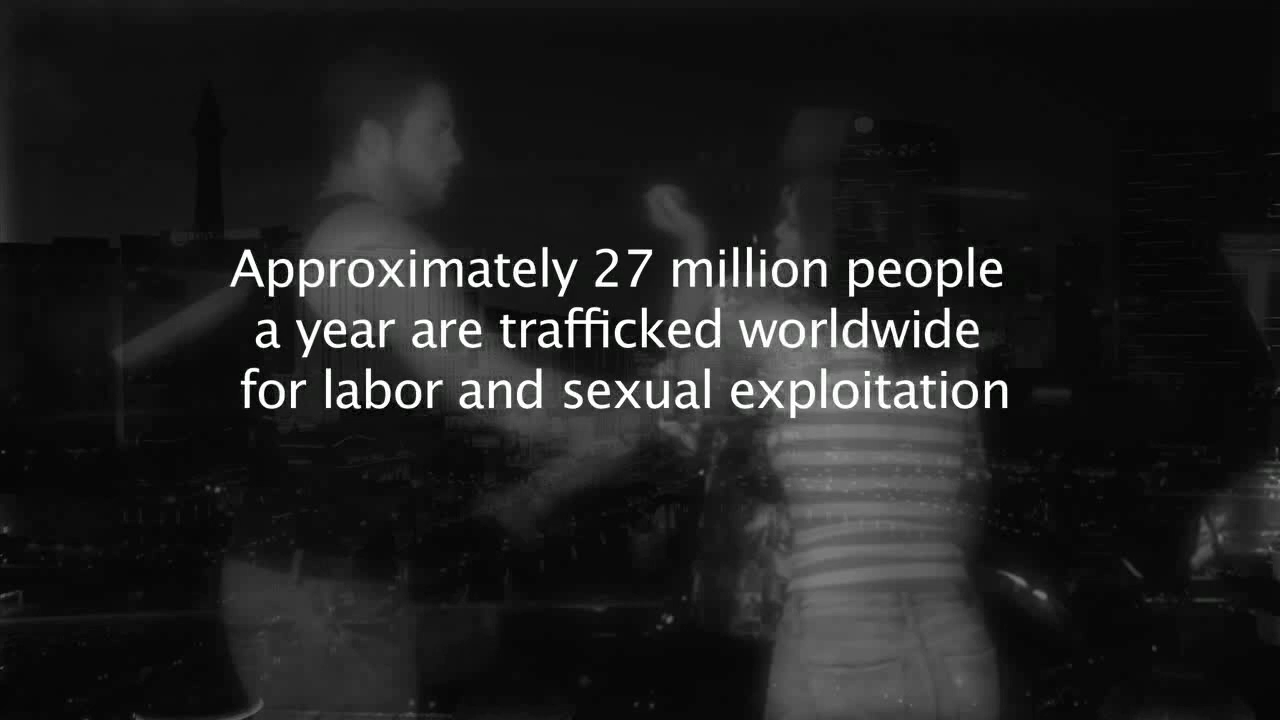 Approximately 27 million people
a year are trafficked worldwide
for labor and sexual exploitation